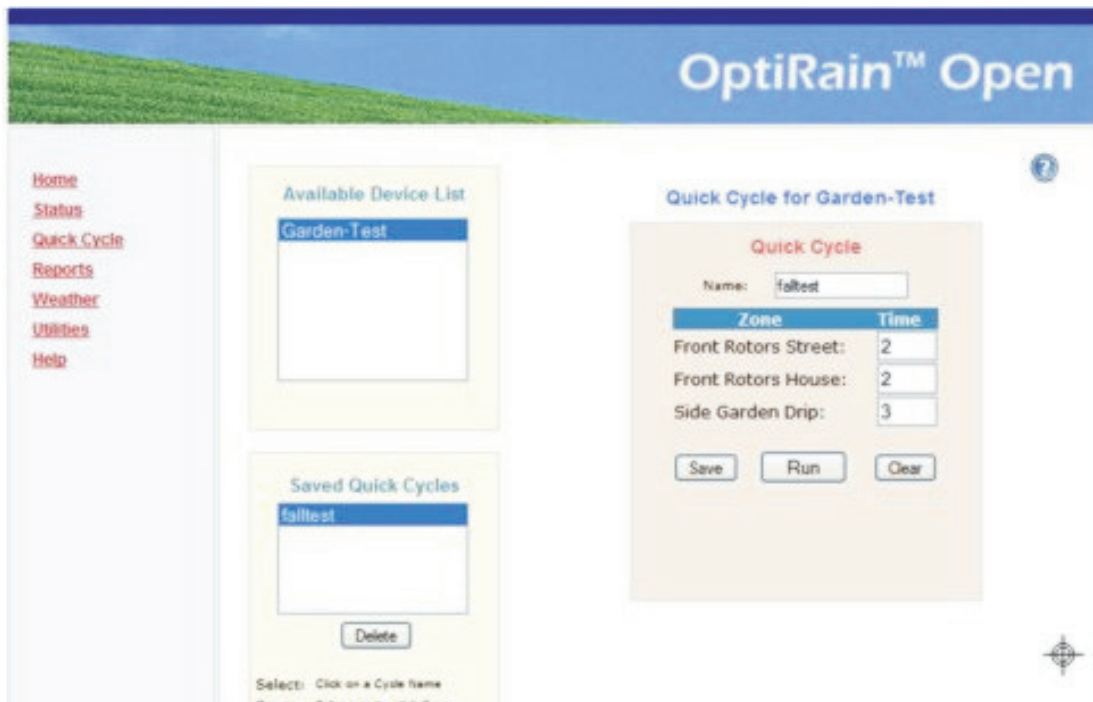 OptiRain™ Open
Home
Status
Quick Cycle
Reports
Weather
Utilities
Help
Available Device List
Garden-Test
Saved Quick Cycles
falltest
Delete
Select: Click on a Cycle Name
?
Quick Cycle for Garden-Test
Quick Cycle
Name: falltest
Zone Time
Front Rotors Street: 2
Front Rotors House: 2
Side Garden Drip: 3
Save Run Clear